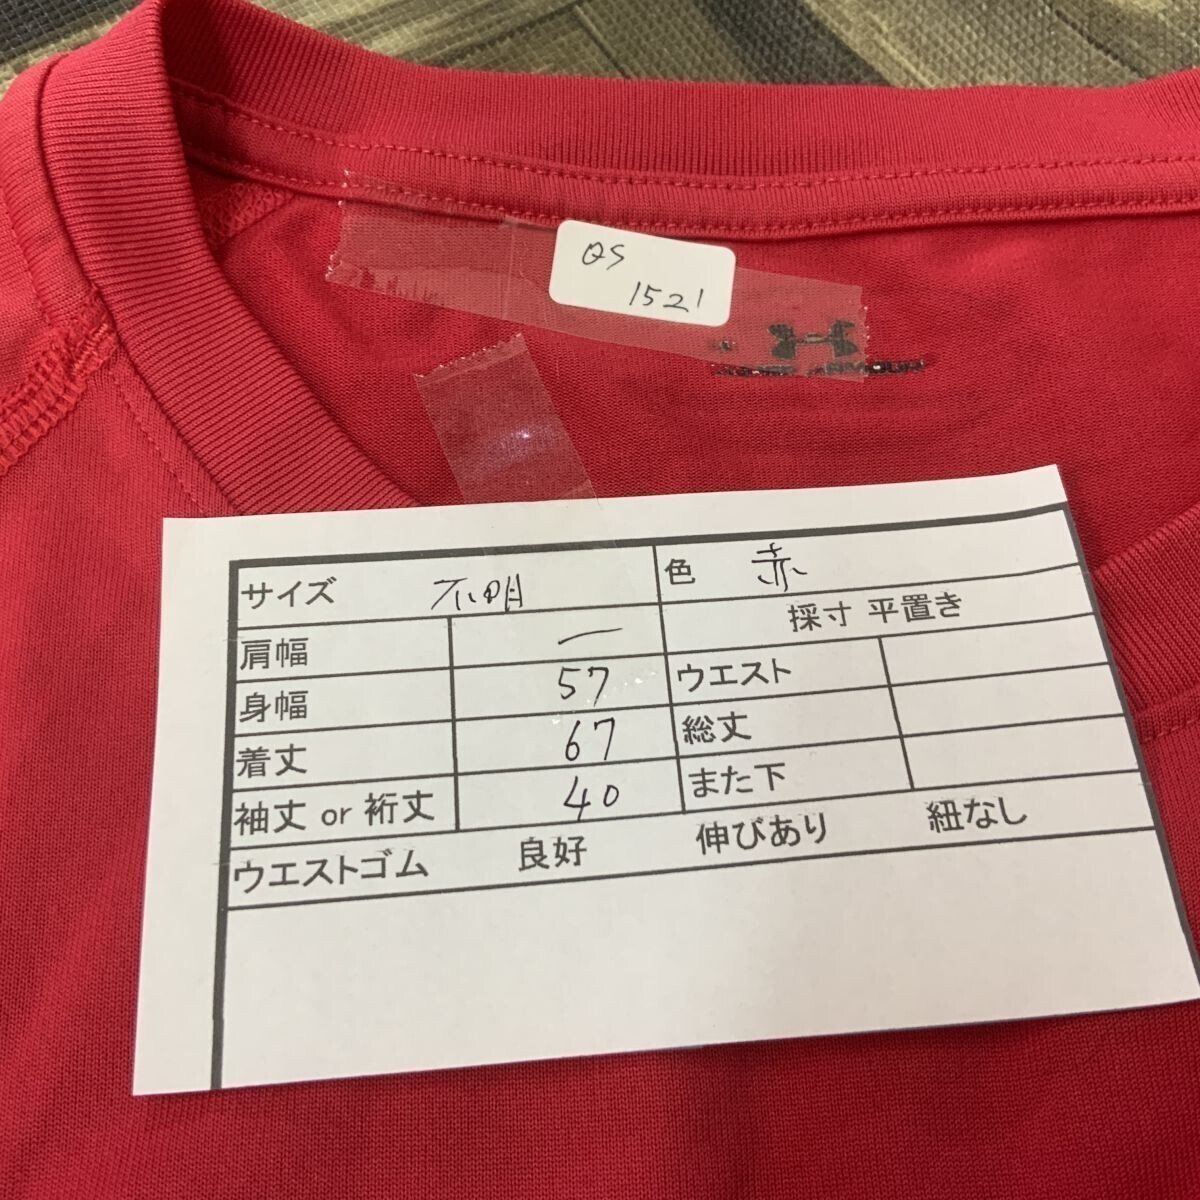 QS
1521
UNDER ARMOUR
サイズ 不明 色 赤
肩幅 ー 採寸 平置き
身幅 57 ウエスト
着丈 67 総丈
袖丈 or 裄丈 40 また下
ウエストゴム 良好 伸びあり 紐なし